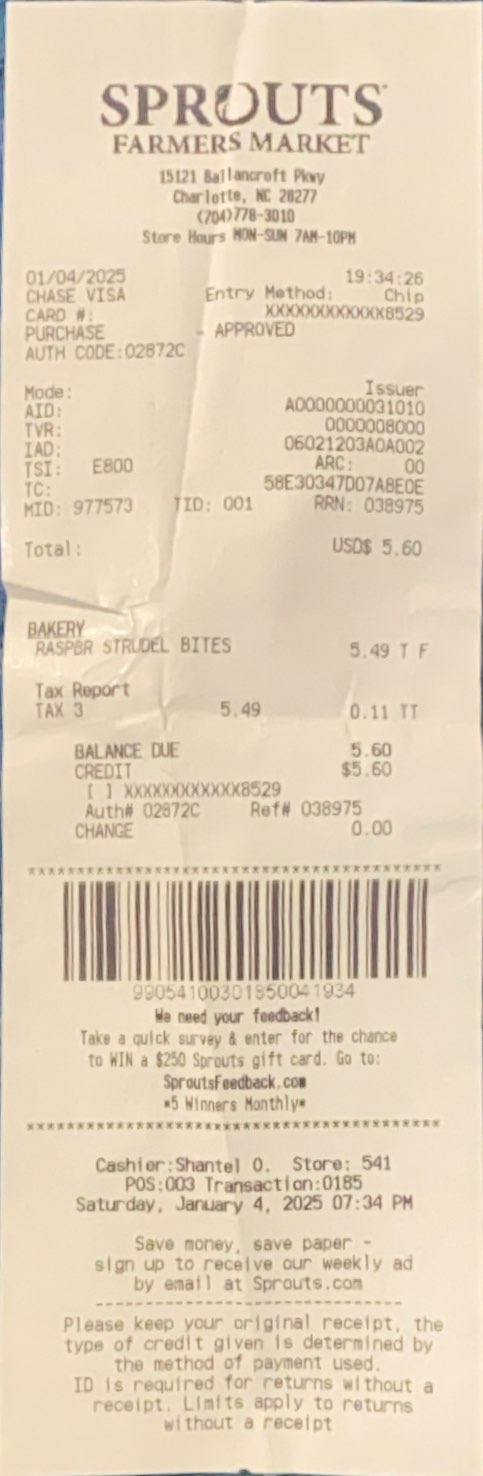 SPROUTS
FARMERS MARKET
15121 Ballancroft Pkwy
Charlotte, NC 28277
(704)778-3010
Store Hours MON-SUN 7AM-10PM
01/04/2025 19:34:26
CHASE VISA Entry Method: Chip
CARD #: XXXXXXXXXXXX8529
PURCHASE - APPROVED
AUTH CODE:02872C
Mode: Issuer
AID: A0000000031010
TVR: 0000008000
IAD: 06021203A0A002
TSI: E800 ARC: 00
TC: 58E30347D07A8E0E
MID: 977573 TID: 001 RRN: 038975
Total: USD$ 5.60
BAKERY
RASPBR STRUDEL BITES 5.49 T F
Tax Report
TAX 3 5.49 0.11 TT
BALANCE DUE 5.60
CREDIT $5.60
[ ] XXXXXXXXXXXX8529
Auth# 02872C Ref# 038975
CHANGE 0.00
****************************************
99054100301850041934
We need your feedback!
Take a quick survey & enter for the chance
to WIN a $250 Sprouts gift card. Go to:
SproutsFeedback.com
*5 Winners Monthly*
****************************************
Cashier:Shantel O. Store: 541
POS:003 Transaction:0185
Saturday, January 4, 2025 07:34 PM
Save money, save paper -
sign up to receive our weekly ad
by email at Sprouts.com
--------------------------------
Please keep your original receipt, the
type of credit given is determined by
the method of payment used.
ID is required for returns without a
receipt. Limits apply to returns
without a receipt